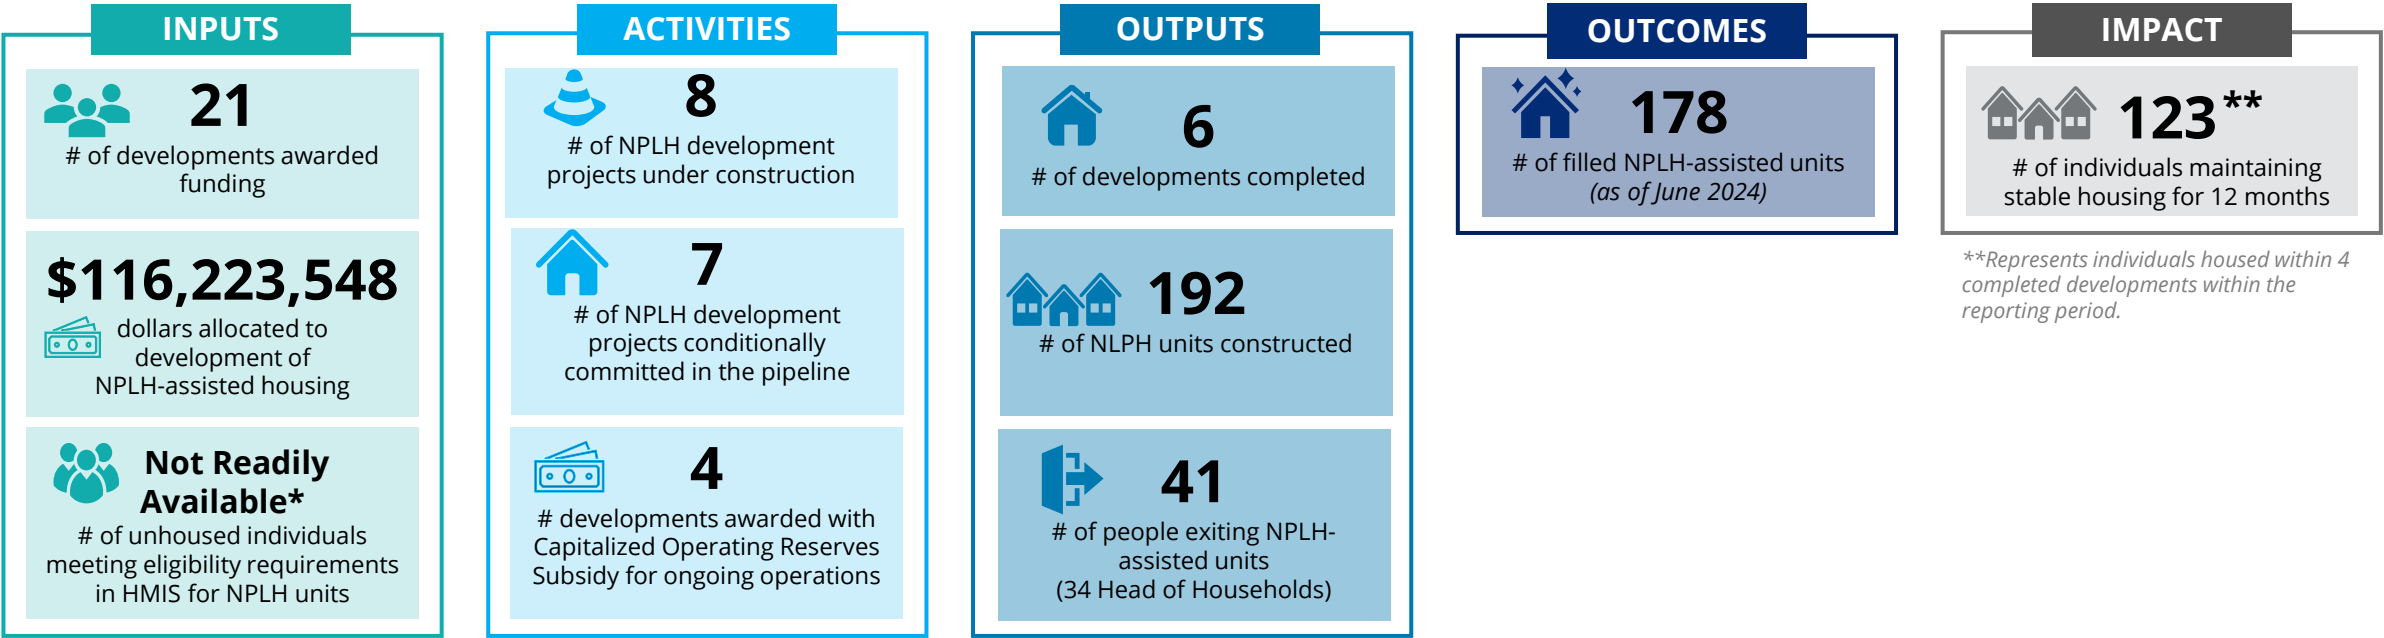 INPUTS
21
# of developments awarded
funding
$116,223,548
dollars allocated to
development of
NPLH-assisted housing
Not Readily
Available*
# of unhoused individuals
meeting eligibility requirements
in HMIS for NPLH units
ACTIVITIES
8
# of NPLH development
projects under construction
7
# of NPLH development
projects conditionally
committed in the pipeline
4
# developments awarded with
Capitalized Operating Reserves
Subsidy for ongoing operations
OUTPUTS
6
# of developments completed
192
# of NLPH units constructed
41
# of people exiting NPLH-
assisted units
(34 Head of Households)
OUTCOMES
178
# of filled NPLH-assisted units
(as of June 2024)
IMPACT
123**
# of individuals maintaining
stable housing for 12 months
**Represents individuals housed within 4
completed developments within the
reporting period.